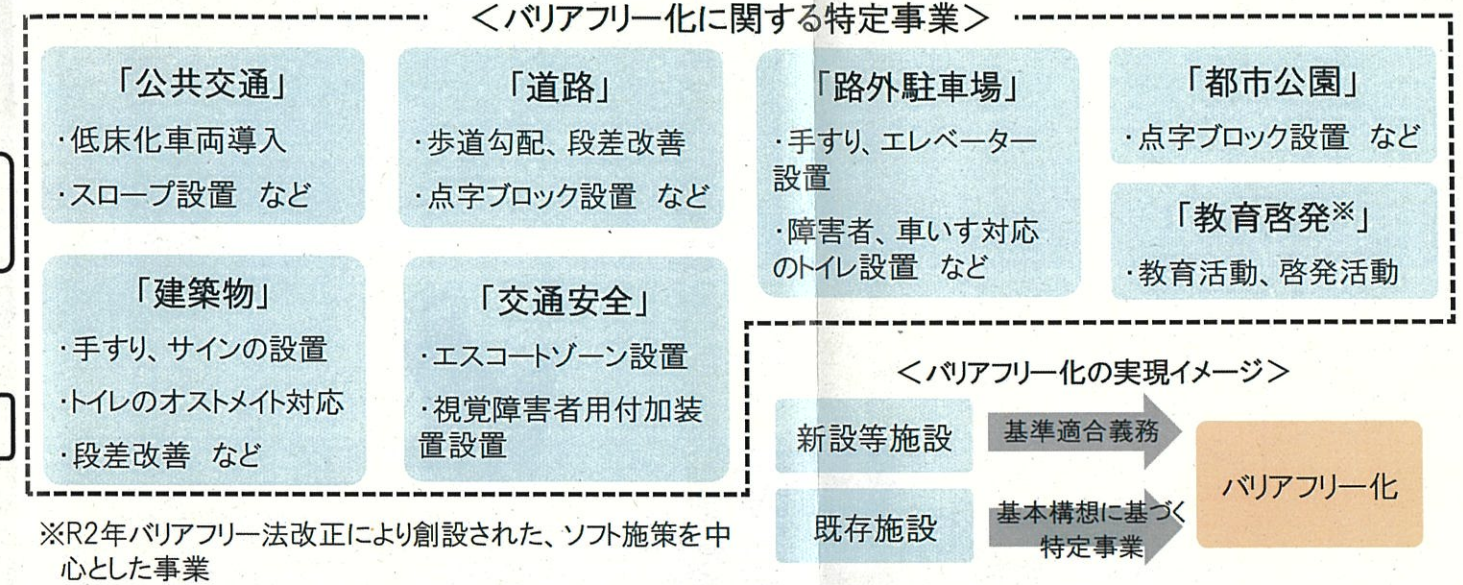 ＜バリアフリー化に関する特定事業＞
「公共交通」
・低床化車両導入
・スロープ設置　など
「道路」
・歩道勾配、段差改善
・点字ブロック設置　など
「路外駐車場」
・手すり、エレベーター
設置
・障害者、車いす対応
のトイレ設置　など
「都市公園」
・点字ブロック設置　など
「教育啓発※」
・教育活動、啓発活動
「建築物」
・手すり、サインの設置
・トイレのオストメイト対応
・段差改善　など
「交通安全」
・エスコートゾーン設置
・視覚障害者用付加装
置設置
※R2年バリアフリー法改正により創設された、ソフト施策を中
心とした事業
＜バリアフリー化の実現イメージ＞
新設等施設
基準適合義務
既存施設
基本構想に基づく
特定事業
バリアフリー化